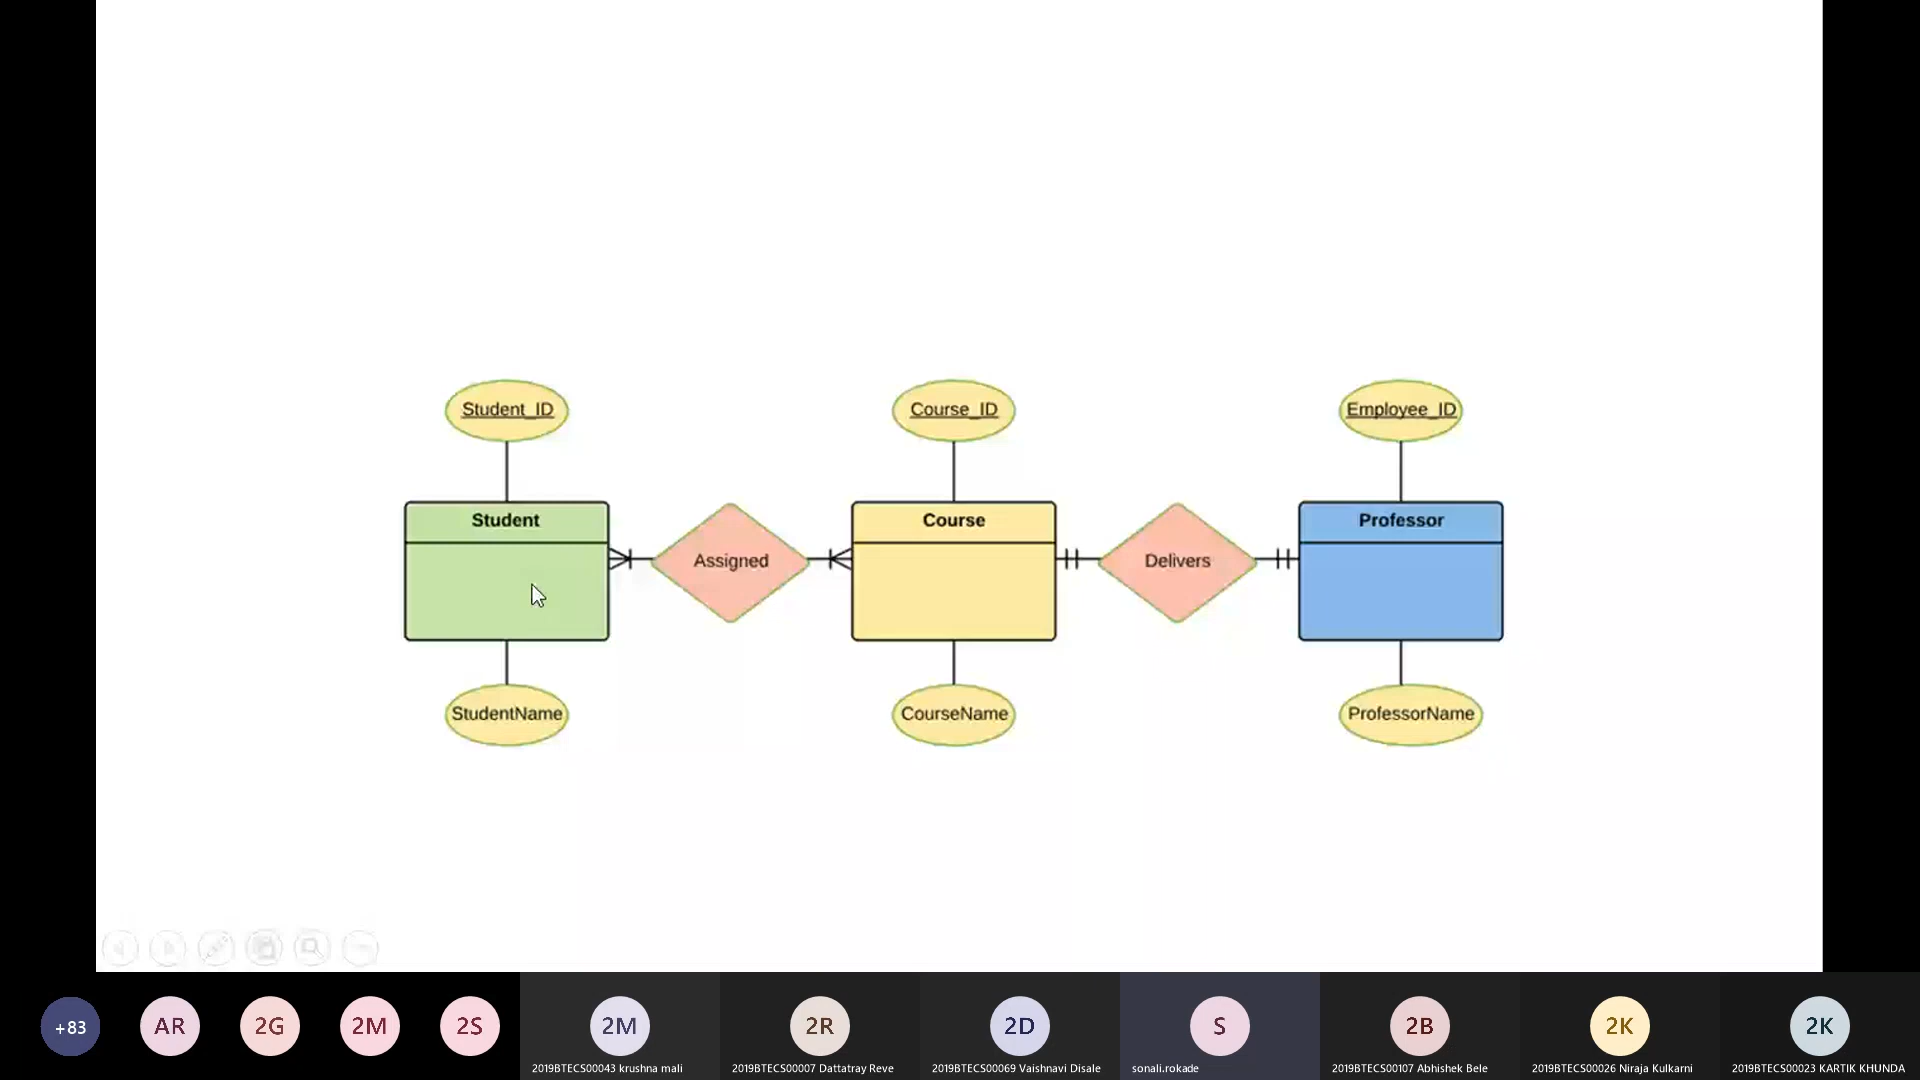 Student_ID
Course_ID
Employee_ID
Student
Course
Professor
Assigned
Delivers
StudentName
CourseName
ProfessorName
+83
AR
2G
2M
2S
2M
2R
2D
S
2B
2K
2K
2019BTECS00043 krushna mali
2019BTECS00007 Dattatray Reve
2019BTECS00069 Vaishnavi Disale
sonali.rokade
2019BTECS00107 Abhishek Bele
2019BTECS00026 Niraja Kulkarni
2019BTECS00023 KARTIK KHUNDA